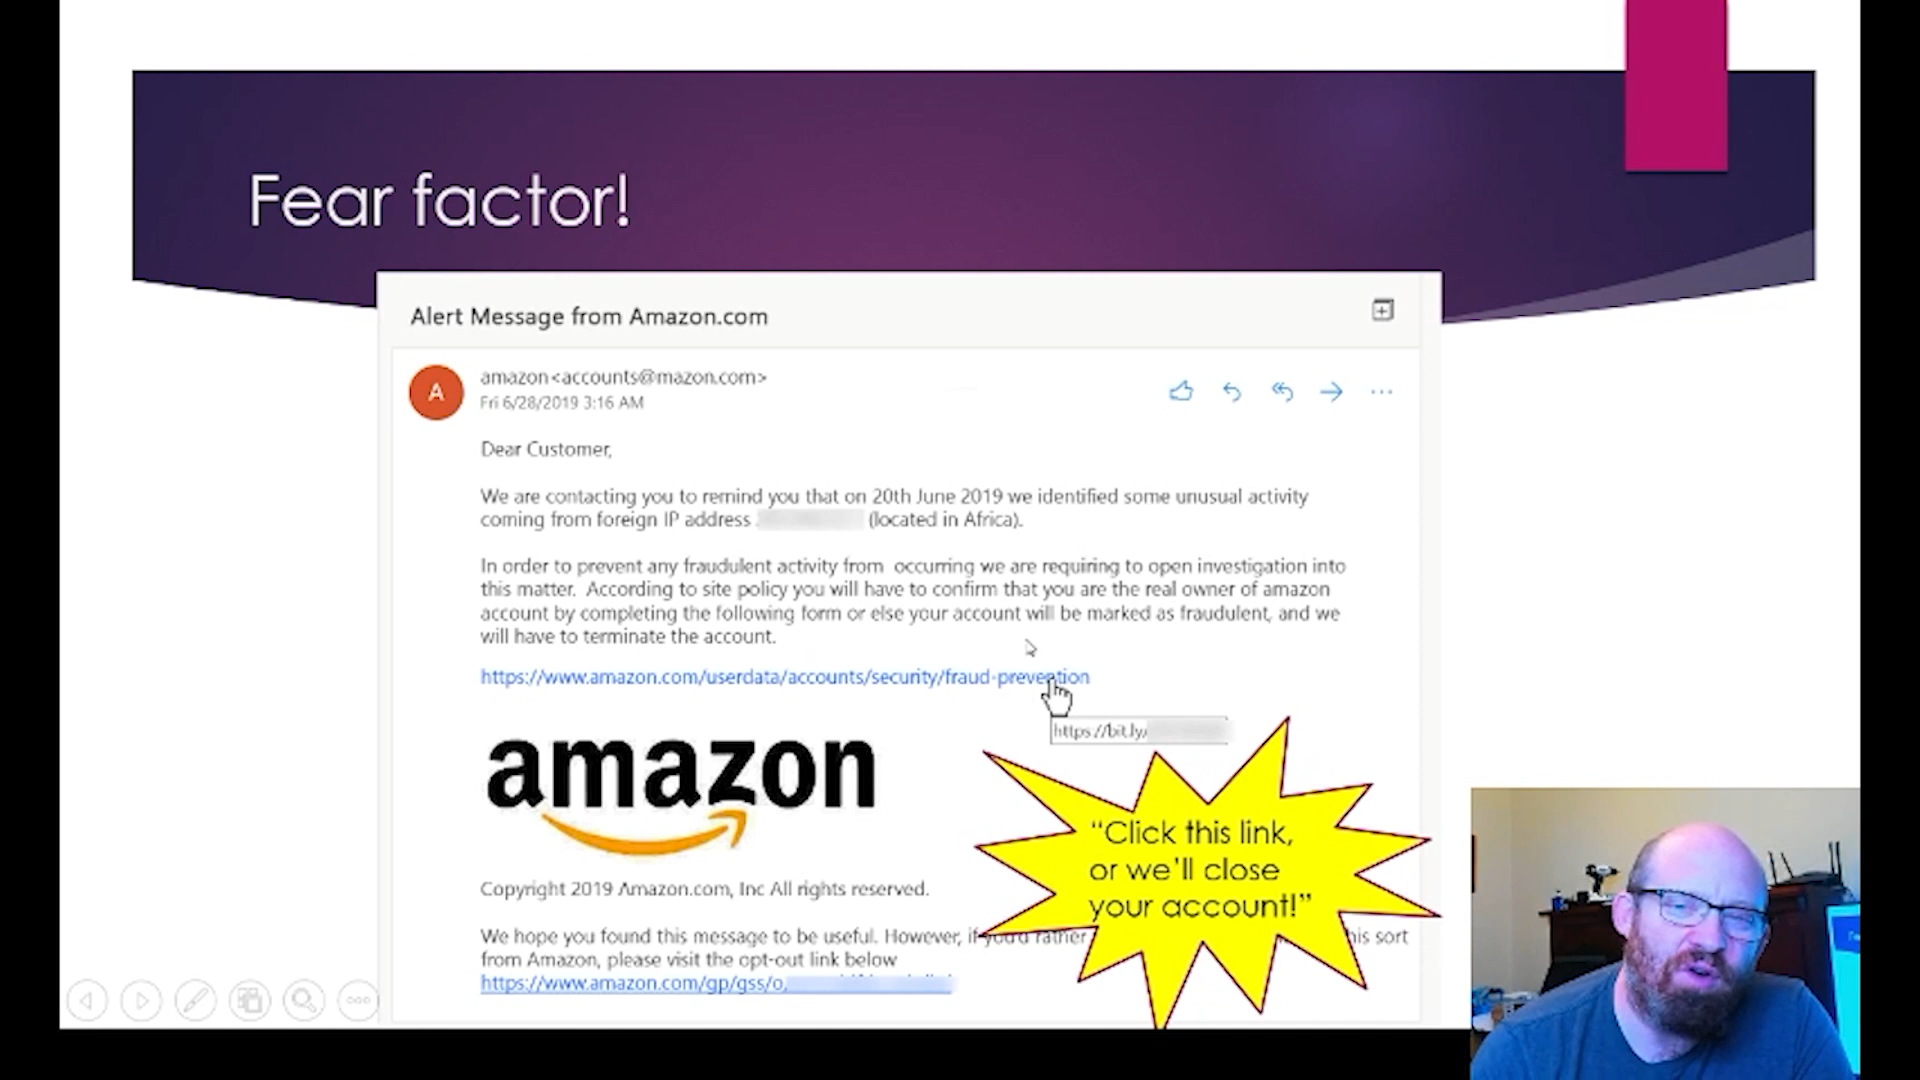 Fear factor!
Alert Message from Amazon.com
A
amazon<accounts@mazon.com>
Fri 6/28/2019 3:16 AM
Dear Customer,
We are contacting you to remind you that on 20th June 2019 we identified some unusual activity
coming from foreign IP address (located in Africa).
In order to prevent any fraudulent activity from occurring we are requiring to open investigation into
this matter. According to site policy you will have to confirm that you are the real owner of amazon
account by completing the following form or else your account will be marked as fraudulent, and we
will have to terminate the account.
https://www.amazon.com/userdata/accounts/security/fraud-prevention
https://bit.ly/
amazon
"Click this link,
or we'll close
your account!"
Copyright 2019 Amazon.com, Inc All rights reserved.
We hope you found this message to be useful. However, if you'd rather his sort
from Amazon, please visit the opt-out link below
https://www.amazon.com/gp/gss/o,